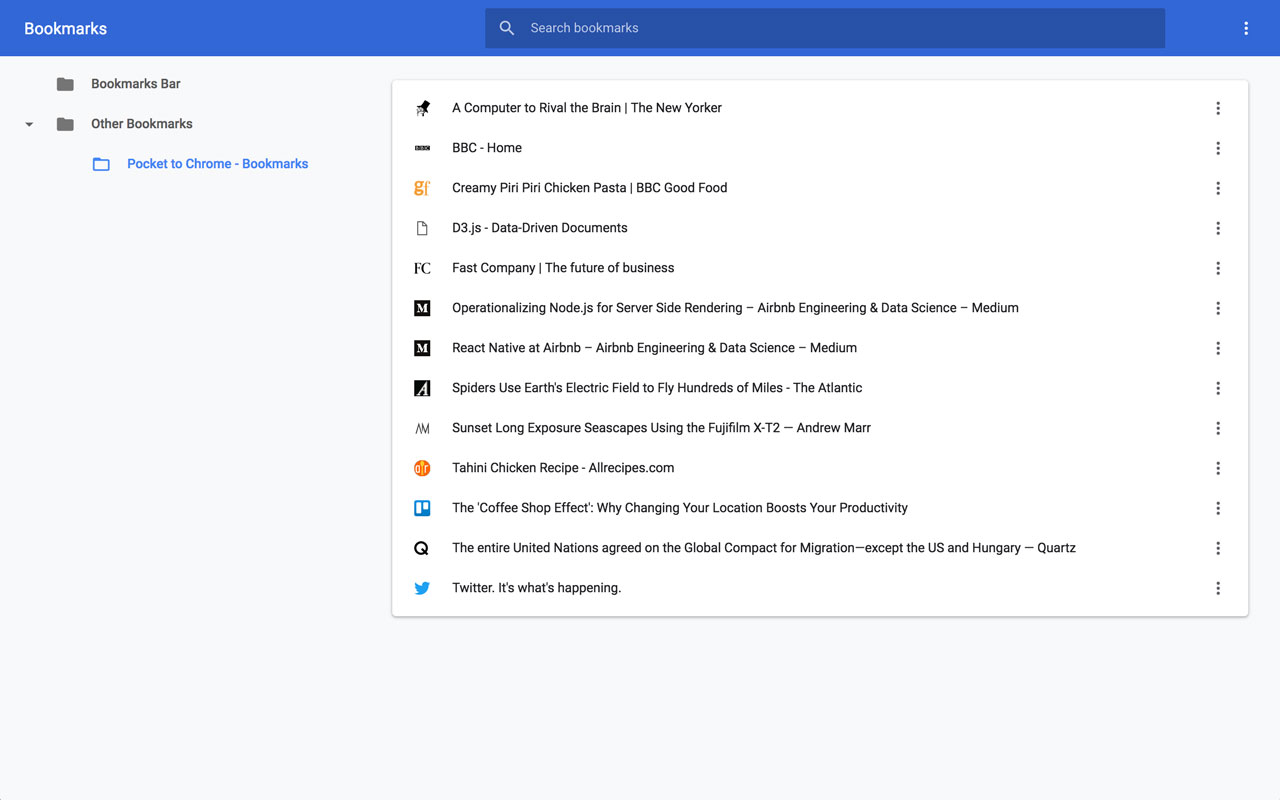 Bookmarks
Search bookmarks
Bookmarks Bar
Other Bookmarks
Pocket to Chrome - Bookmarks
A Computer to Rival the Brain | The New Yorker
BBC
BBC - Home
gf
Creamy Piri Piri Chicken Pasta | BBC Good Food
D3.js - Data-Driven Documents
FC
Fast Company | The future of business
M
Operationalizing Node.js for Server Side Rendering – Airbnb Engineering & Data Science – Medium
M
React Native at Airbnb – Airbnb Engineering & Data Science – Medium
A
Spiders Use Earth's Electric Field to Fly Hundreds of Miles - The Atlantic
AM
Sunset Long Exposure Seascapes Using the Fujifilm X-T2 — Andrew Marr
Tahini Chicken Recipe - Allrecipes.com
The 'Coffee Shop Effect': Why Changing Your Location Boosts Your Productivity
Q
The entire United Nations agreed on the Global Compact for Migration—except the US and Hungary — Quartz
Twitter. It's what's happening.